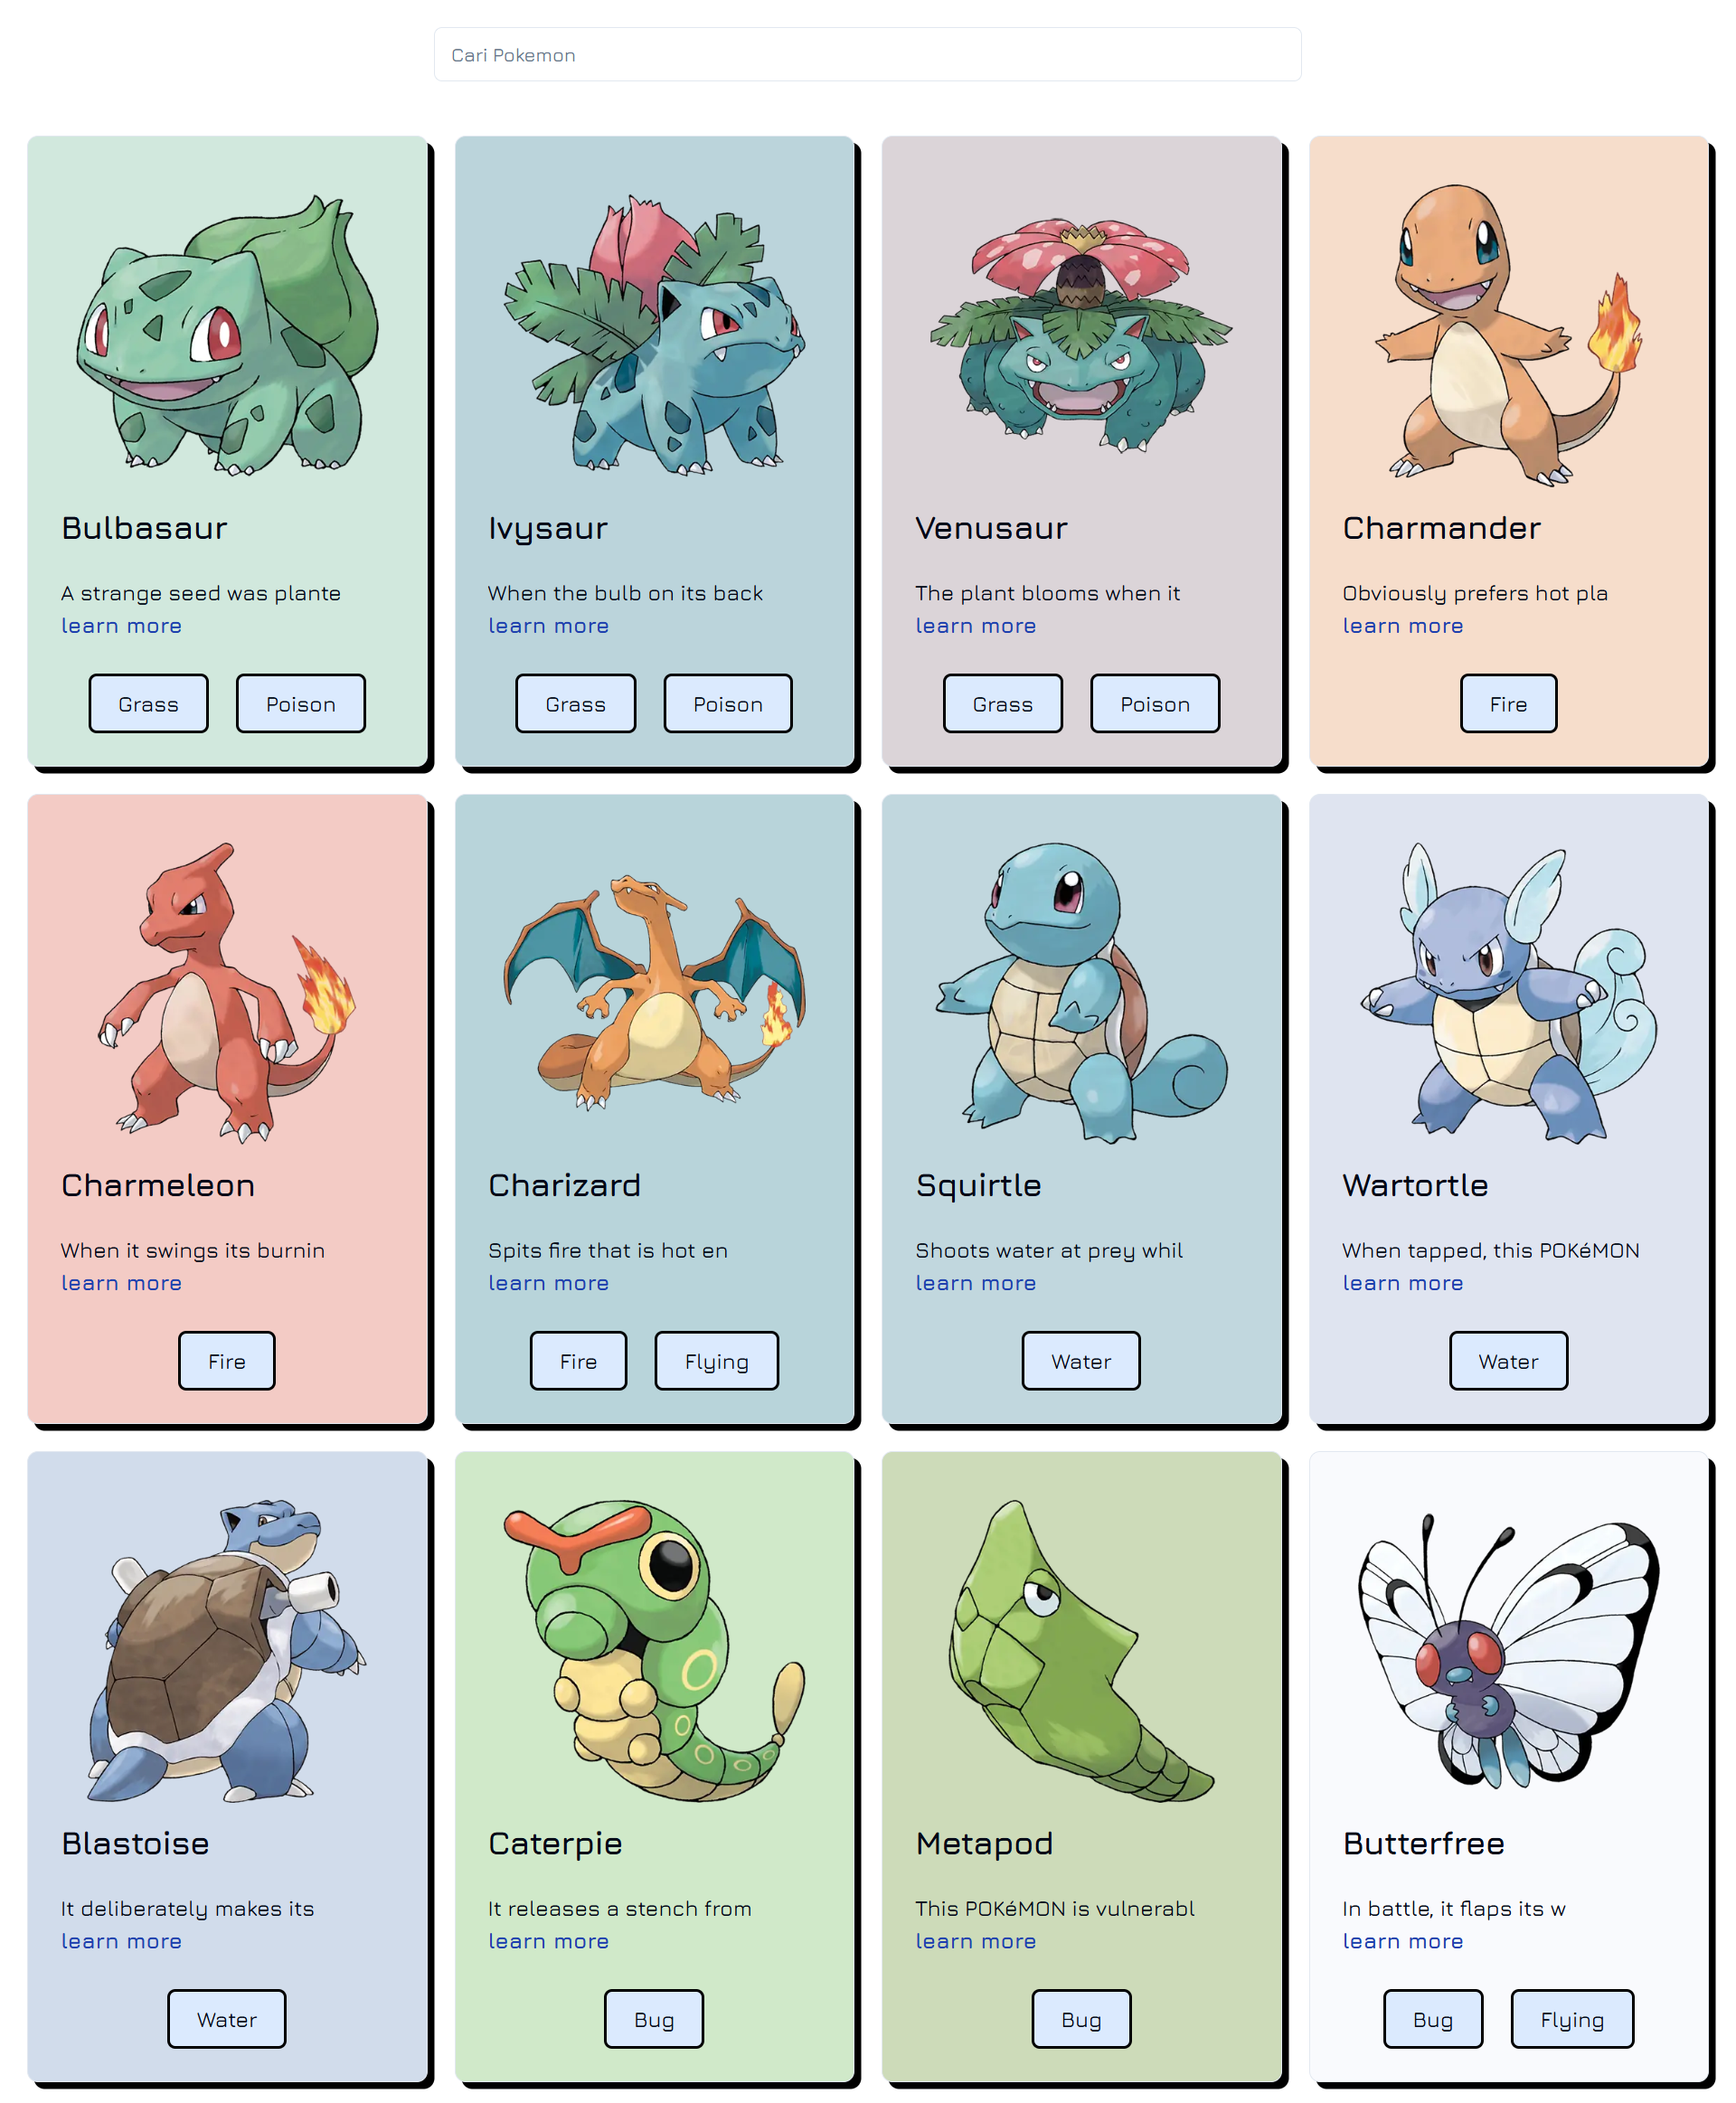 Cari Pokemon
Bulbasaur
A strange seed was plante
learn more
Grass
Poison
Ivysaur
When the bulb on its back
learn more
Grass
Poison
Venusaur
The plant blooms when it
learn more
Grass
Poison
Charmander
Obviously prefers hot pla
learn more
Fire
Charmeleon
When it swings its burnin
learn more
Fire
Charizard
Spits fire that is hot en
learn more
Fire
Flying
Squirtle
Shoots water at prey whil
learn more
Water
Wartortle
When tapped, this POKéMON
learn more
Water
Blastoise
It deliberately makes its
learn more
Water
Caterpie
It releases a stench from
learn more
Bug
Metapod
This POKéMON is vulnerabl
learn more
Bug
Butterfree
In battle, it flaps its w
learn more
Bug
Flying